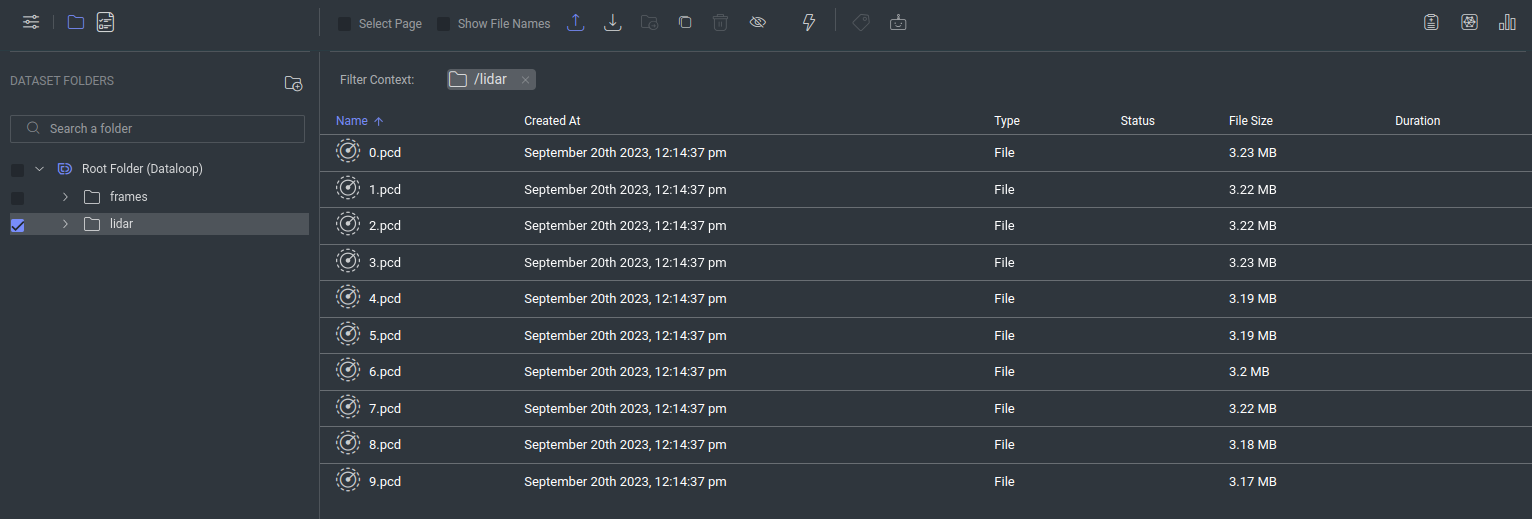 Select Page Show File Names
DATASET FOLDERS
Search a folder
Root Folder (Dataloop)
frames
lidar
Filter Context: /lidar
Name Created At Type Status File Size Duration
0.pcd September 20th 2023, 12:14:37 pm File 3.23 MB
1.pcd September 20th 2023, 12:14:37 pm File 3.22 MB
2.pcd September 20th 2023, 12:14:37 pm File 3.22 MB
3.pcd September 20th 2023, 12:14:37 pm File 3.23 MB
4.pcd September 20th 2023, 12:14:37 pm File 3.19 MB
5.pcd September 20th 2023, 12:14:37 pm File 3.19 MB
6.pcd September 20th 2023, 12:14:37 pm File 3.2 MB
7.pcd September 20th 2023, 12:14:37 pm File 3.22 MB
8.pcd September 20th 2023, 12:14:37 pm File 3.18 MB
9.pcd September 20th 2023, 12:14:37 pm File 3.17 MB